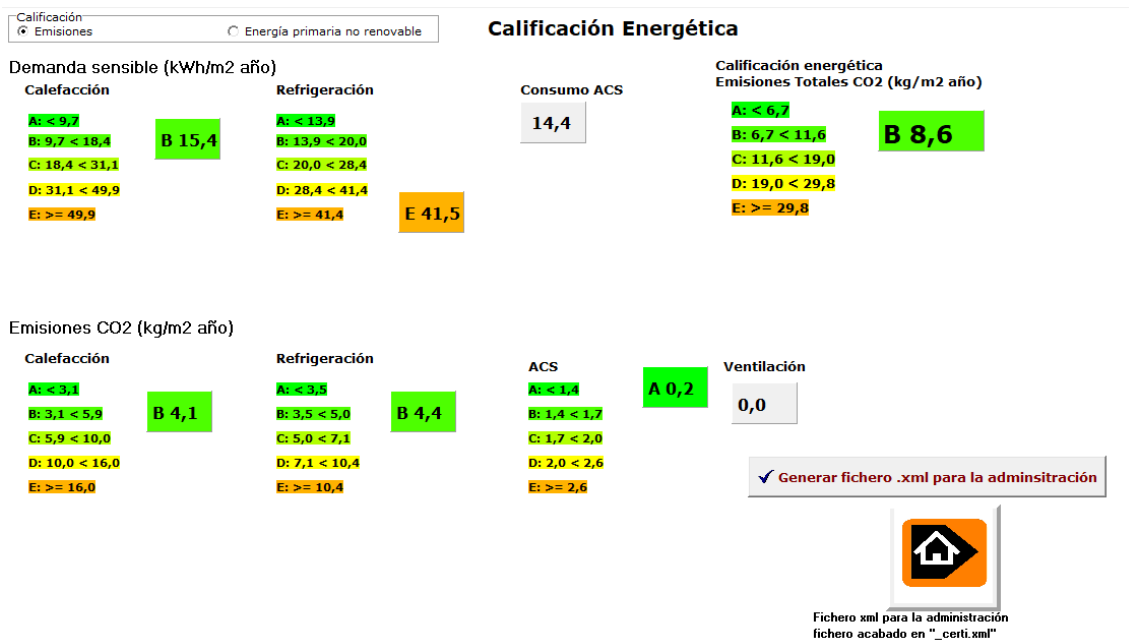 Calificación
Emisiones
Energía primaria no renovable
Calificación Energética
Demanda sensible (kWh/m2 año)
Calefacción
A: < 9,7
B: 9,7 < 18,4
C: 18,4 < 31,1
D: 31,1 < 49,9
E: >= 49,9
B 15,4
Refrigeración
A: < 13,9
B: 13,9 < 20,0
C: 20,0 < 28,4
D: 28,4 < 41,4
E: >= 41,4
E 41,5
Consumo ACS
14,4
Calificación energética
Emisiones Totales CO2 (kg/m2 año)
A: < 6,7
B: 6,7 < 11,6
C: 11,6 < 19,0
D: 19,0 < 29,8
E: >= 29,8
B 8,6
Emisiones CO2 (kg/m2 año)
Calefacción
A: < 3,1
B: 3,1 < 5,9
C: 5,9 < 10,0
D: 10,0 < 16,0
E: >= 16,0
B 4,1
Refrigeración
A: < 3,5
B: 3,5 < 5,0
C: 5,0 < 7,1
D: 7,1 < 10,4
E: >= 10,4
B 4,4
ACS
A: < 1,4
B: 1,4 < 1,7
C: 1,7 < 2,0
D: 2,0 < 2,6
E: >= 2,6
A 0,2
Ventilación
0,0
Generar fichero .xml para la adminsitración
Fichero xml para la administración
fichero acabado en "_certi.xml"